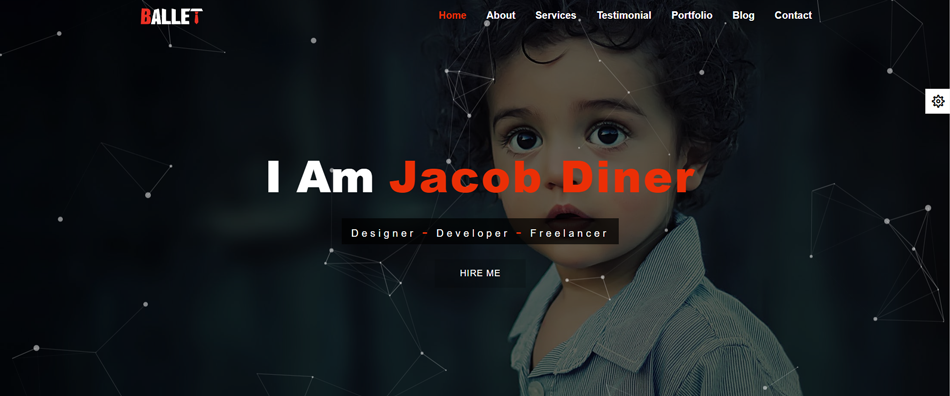 BALLET
Home About Services Testimonial Portfolio Blog Contact
I Am Jacob Diner
Designer - Developer - Freelancer
HIRE ME